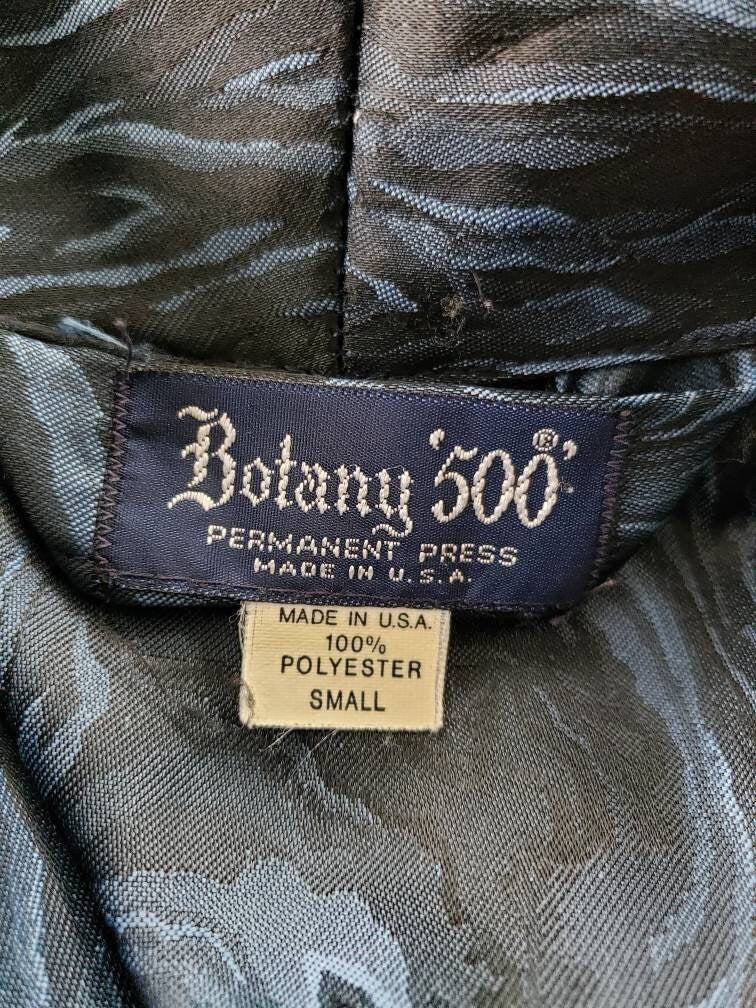 Botany '500'®
PERMANENT PRESS
MADE IN U.S.A.
MADE IN U.S.A.
100%
POLYESTER
SMALL